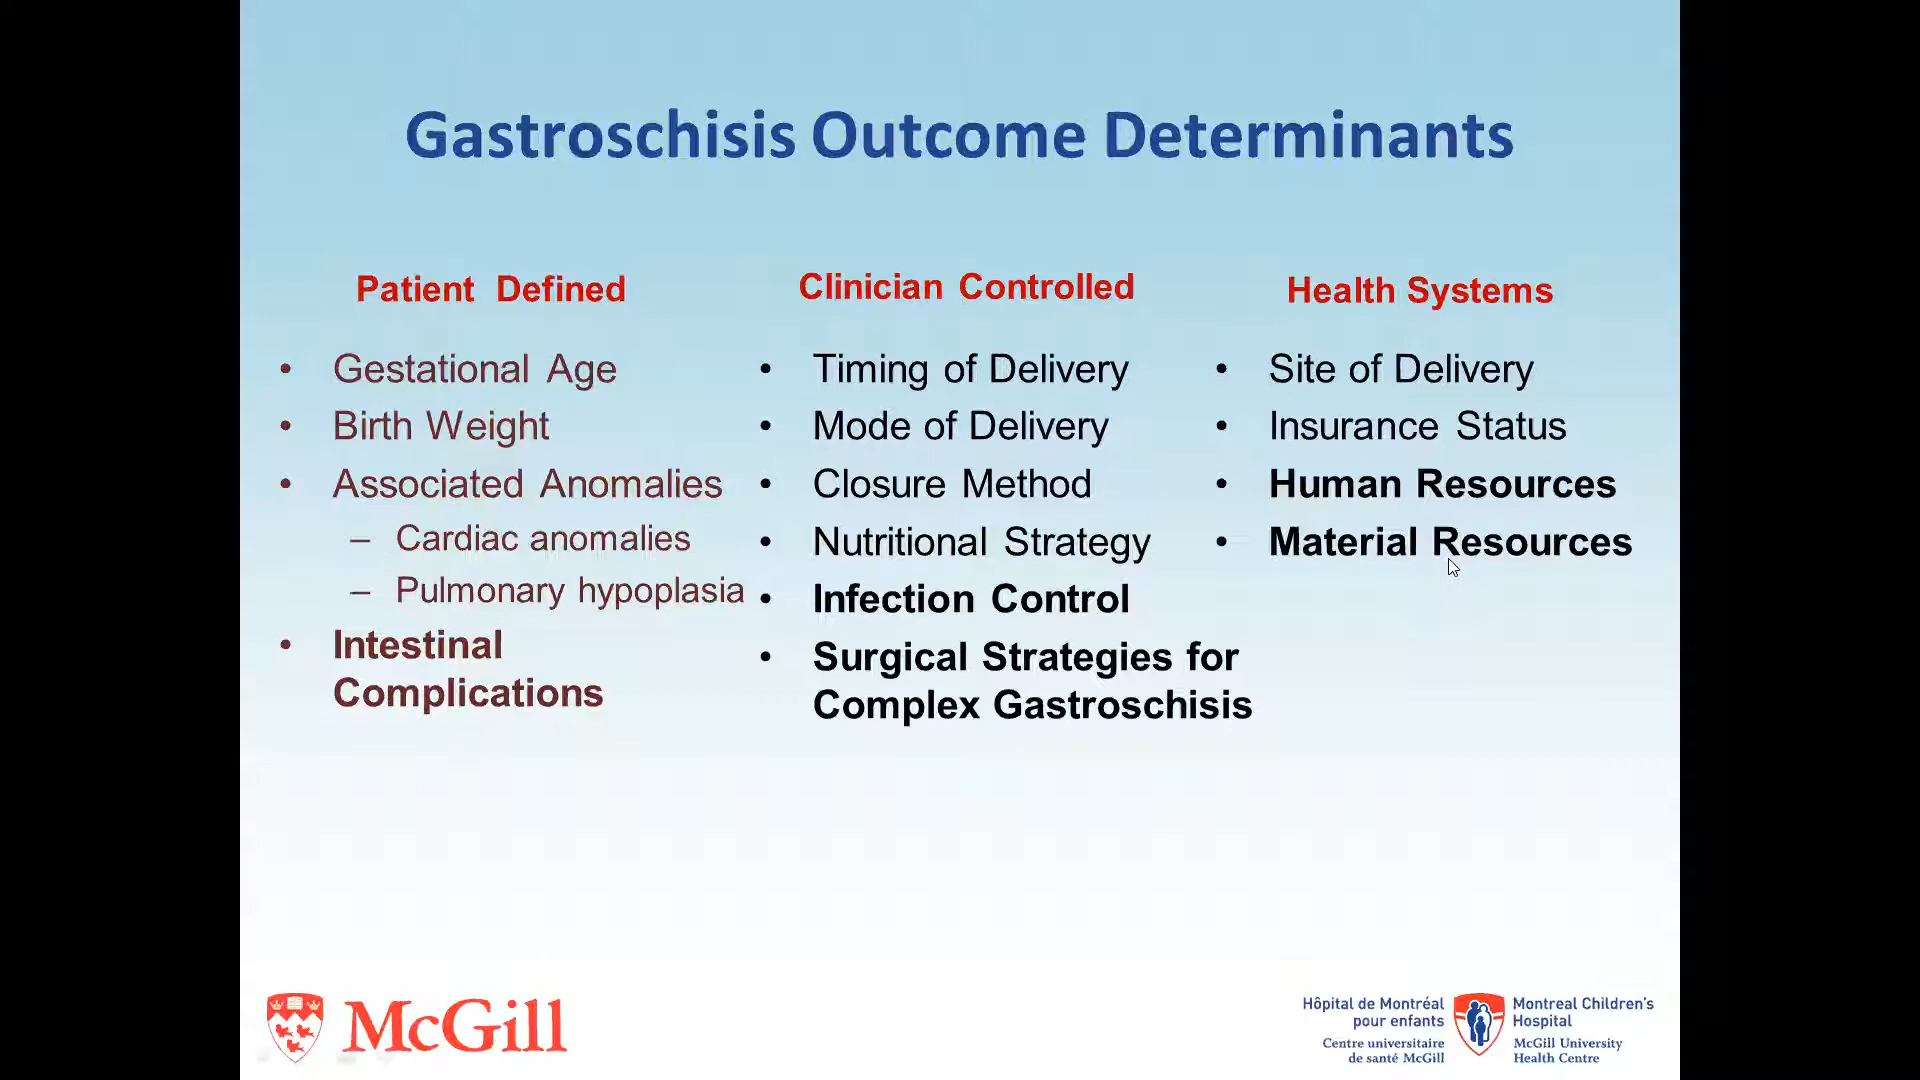 Gastroschisis Outcome Determinants
Patient Defined
• Gestational Age
• Birth Weight
• Associated Anomalies
– Cardiac anomalies
– Pulmonary hypoplasia
• Intestinal
Complications
Clinician Controlled
• Timing of Delivery
• Mode of Delivery
• Closure Method
• Nutritional Strategy
• Infection Control
• Surgical Strategies for
Complex Gastroschisis
Health Systems
• Site of Delivery
• Insurance Status
• Human Resources
• Material Resources
McGill
Hôpital de Montréal
pour enfants
Centre universitaire
de santé McGill
Montreal Children's
Hospital
McGill University
Health Centre